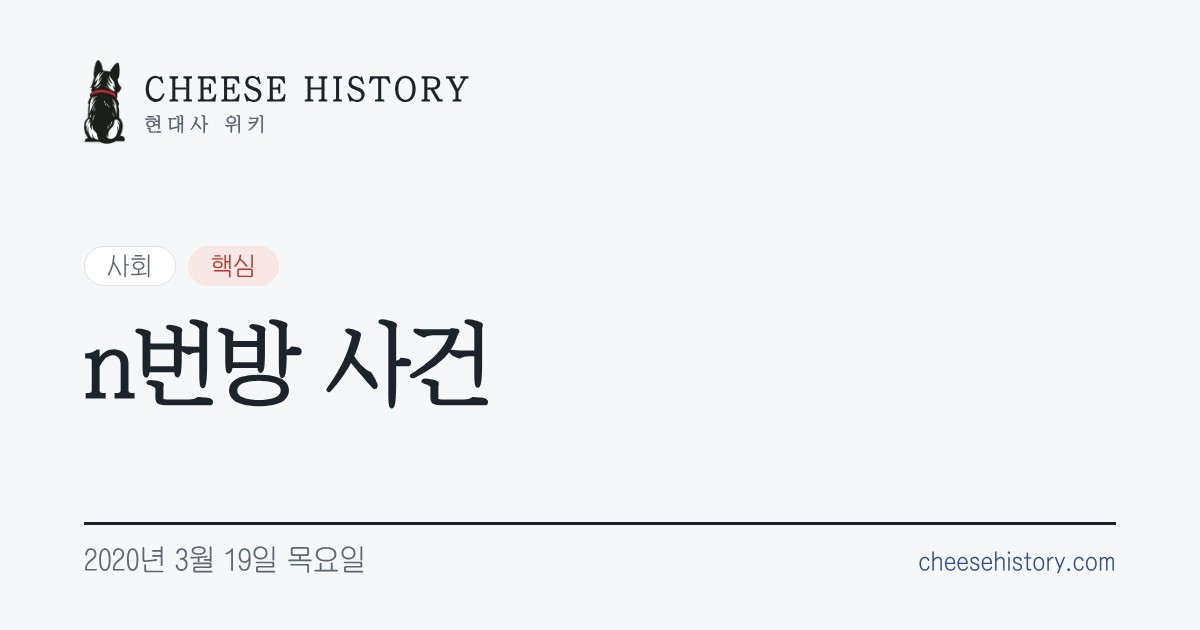 CHEESE HISTORY
현대사 위키
사회 핵심
n번방 사건
2020년 3월 19일 목요일
cheesehistory.com